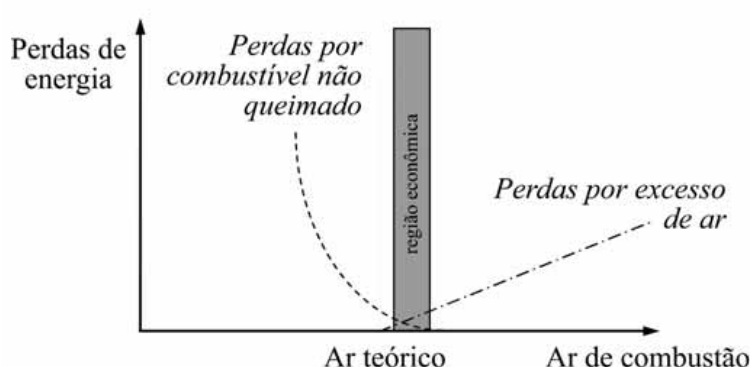 Perdas de
energia
Perdas por
combustível não
queimado
região econômica
Perdas por excesso
de ar
Ar teórico
Ar de combustão